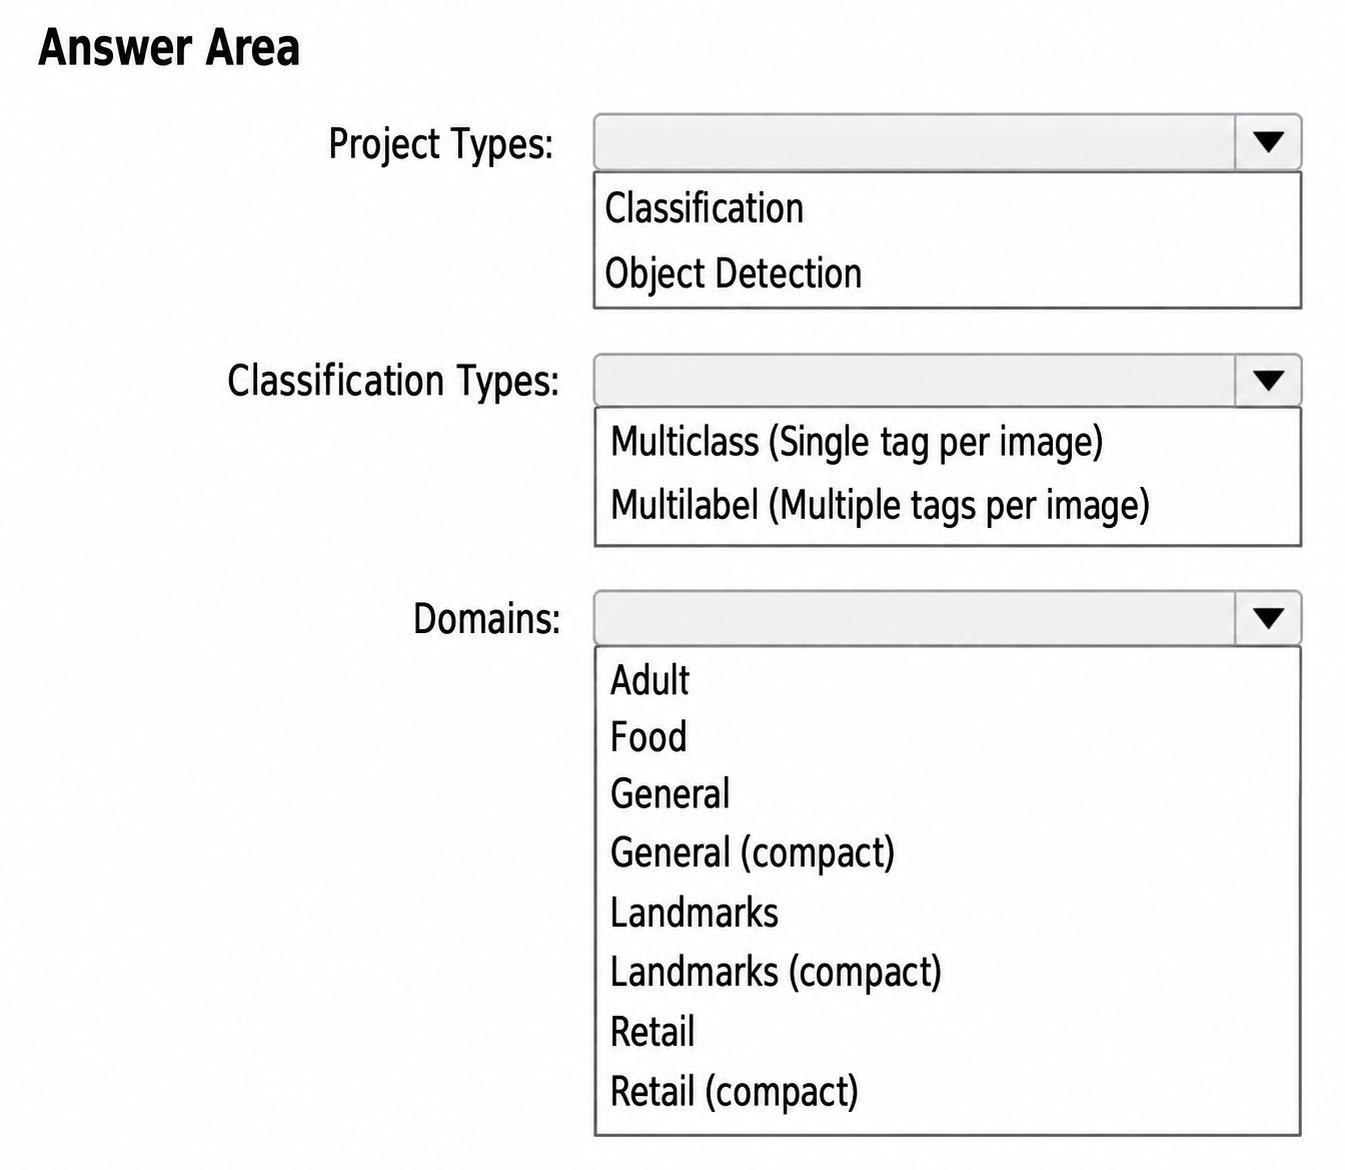 Answer Area
Project Types:
Classification
Object Detection
Classification Types:
Multiclass (Single tag per image)
Multilabel (Multiple tags per image)
Domains:
Adult
Food
General
General (compact)
Landmarks
Landmarks (compact)
Retail
Retail (compact)